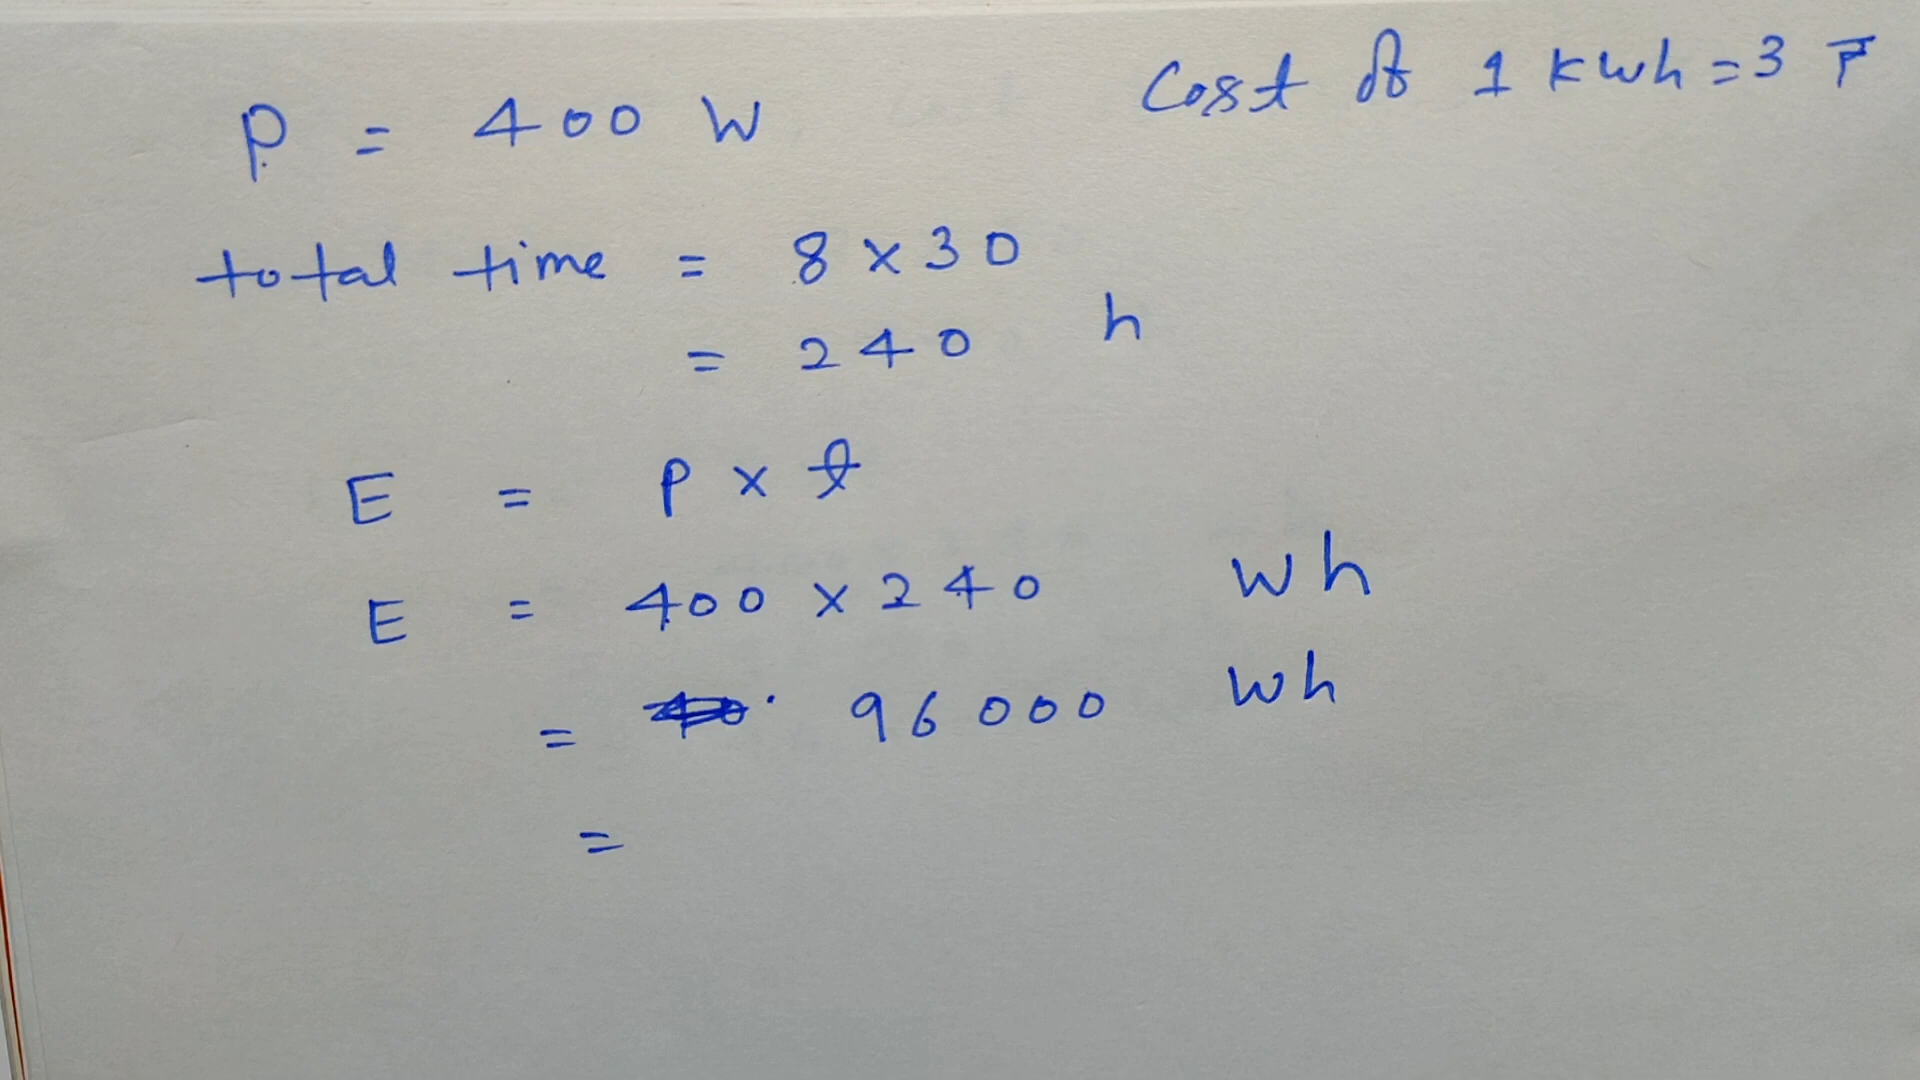 Cost of 1 kwh = 3 ₹
P = 400 W
total time = 8 x 30
= 240 h
E = P x t
E = 400 x 240 wh
= 96000 wh
=